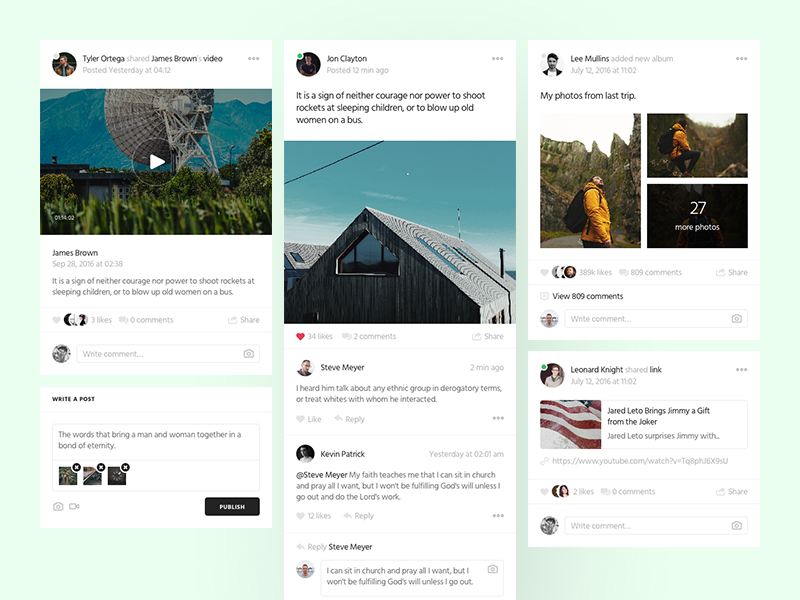 Tyler Ortega shared James Brown's video
Posted Yesterday at 04:12
01:14:02
James Brown
Sep 28, 2016 at 02:38
It is a sign of neither courage nor power to shoot rockets at
sleeping children, or to blow up old women on a bus.
3 likes
0 comments
Share
Write comment...
WRITE A POST
The words that bring a man and woman together in a
bond of eternity.
PUBLISH
Jon Clayton
Posted 12 min ago
It is a sign of neither courage nor power to shoot
rockets at sleeping children, or to blow up old
women on a bus.
34 likes
2 comments
Share
Steve Meyer
2 min ago
I heard him talk about any ethnic group in derogatory terms,
or treat whites with whom he interacted.
Like
Reply
Kevin Patrick
Yesterday at 02:01 am
@Steve Meyer My faith teaches me that I can sit in church
and pray all I want, but I won't be fulfilling God's will unless I
go out and do the Lord's work.
12 likes
Reply
Reply Steve Meyer
I can sit in church and pray all I want, but I
won't be fulfilling God's will unless I go out.
Lee Mullins added new album
July 12, 2016 at 11:02
My photos from last trip.
27
more photos
389k likes
809 comments
Share
View 809 comments
Write comment...
Leonard Knight shared link
July 12, 2016 at 11:02
Jared Leto Brings Jimmy a Gift
from the Joker
Jared Leto surprises Jimmy with..
https://www.youtube.com/watch?v=Tq8phJ6X9sU
2 likes
0 comments
Share
Write comment...